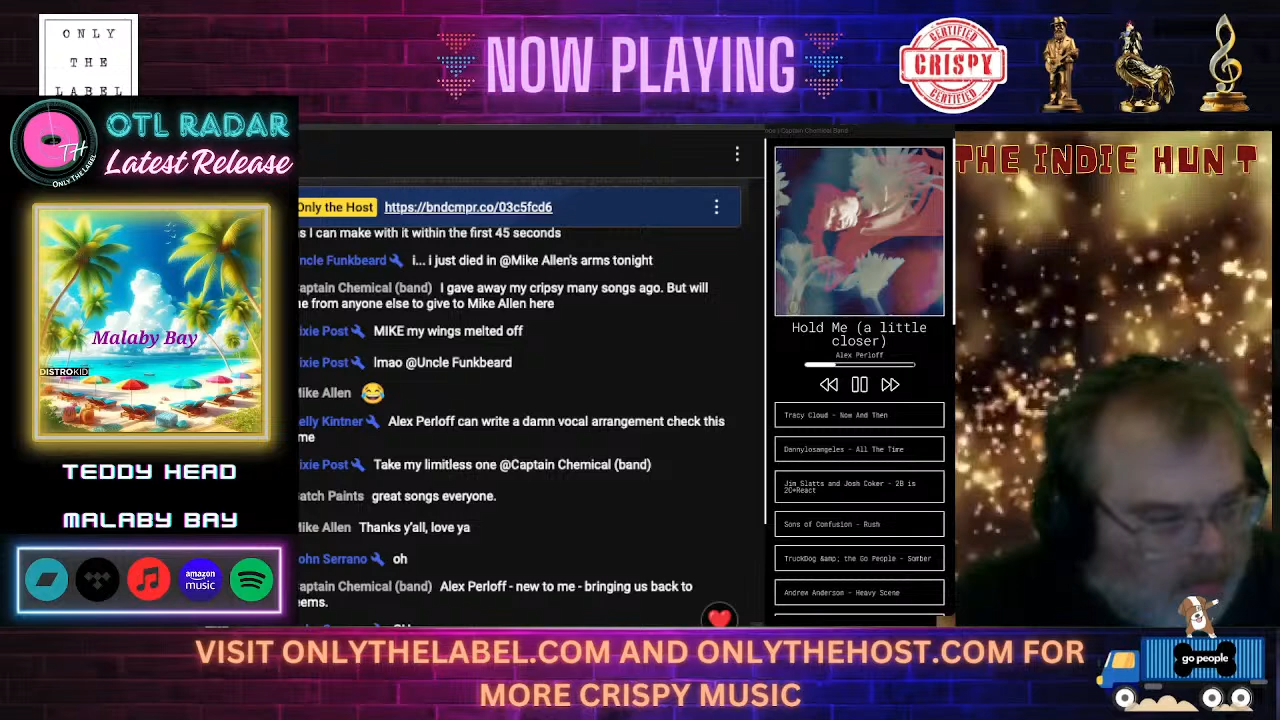 ONLY
THE
LABEL
NOW PLAYING
CERTIFIED
CRISPY
CERTIFIED
OTL RADAR
Latest Release
TH
ONLYTHELABEL
Malaby Bay
DISTROKID
TEDDY HEAD
MALABY BAY
amazon
music
Only the Host https://bndcmpr.co/03c5fcd6
s I can make with it within the first 45 seconds
ncle Funkbeard i... i just died in @Mike Allen's arms tonight
aptain Chemical (band) I gave away my cripsy many songs ago. But will
e from anyone else to give to Mike Allen here
ixie Post MIKE my wings melted off
ixie Post lmao @Uncle Funkbeard
ike Allen 😂
elly Kintner Alex Perloff can write a damn vocal arrangement check this
me
ixie Post Take my limitless one @Captain Chemical (band)
atch Paints great songs everyone.
ike Allen Thanks y'all, love ya
ohn Serrano oh
aptain Chemical (band) Alex Perloff - new to me - bringing us back to
ems.
| Captain Chemical Band
Hold Me (a little
closer)
Alex Perloff
Tracy Cloud - Now And Then
Dannylosangeles - All The Time
Jim Slatts and Josh Coker - 2B is
2C+React
Sons of Confusion - Rush
TruckDog &amp; the Go People - Somber
Andrew Anderson - Heavy Scene
THE INDIE HUNT
go people
VISIT ONLYTHELABEL.COM AND ONLYTHEHOST.COM FOR
MORE CRISPY MUSIC